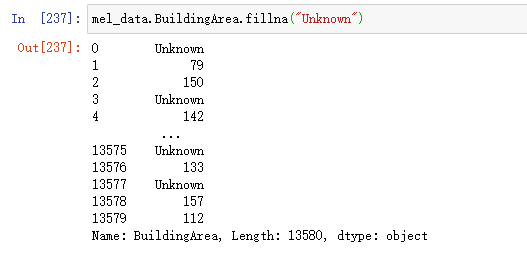 In [237]: mel_data.BuildingArea.fillna("Unknown")
Out[237]: 0 Unknown
1 79
2 150
3 Unknown
4 142
...
13575 Unknown
13576 133
13577 Unknown
13578 157
13579 112
Name: BuildingArea, Length: 13580, dtype: object